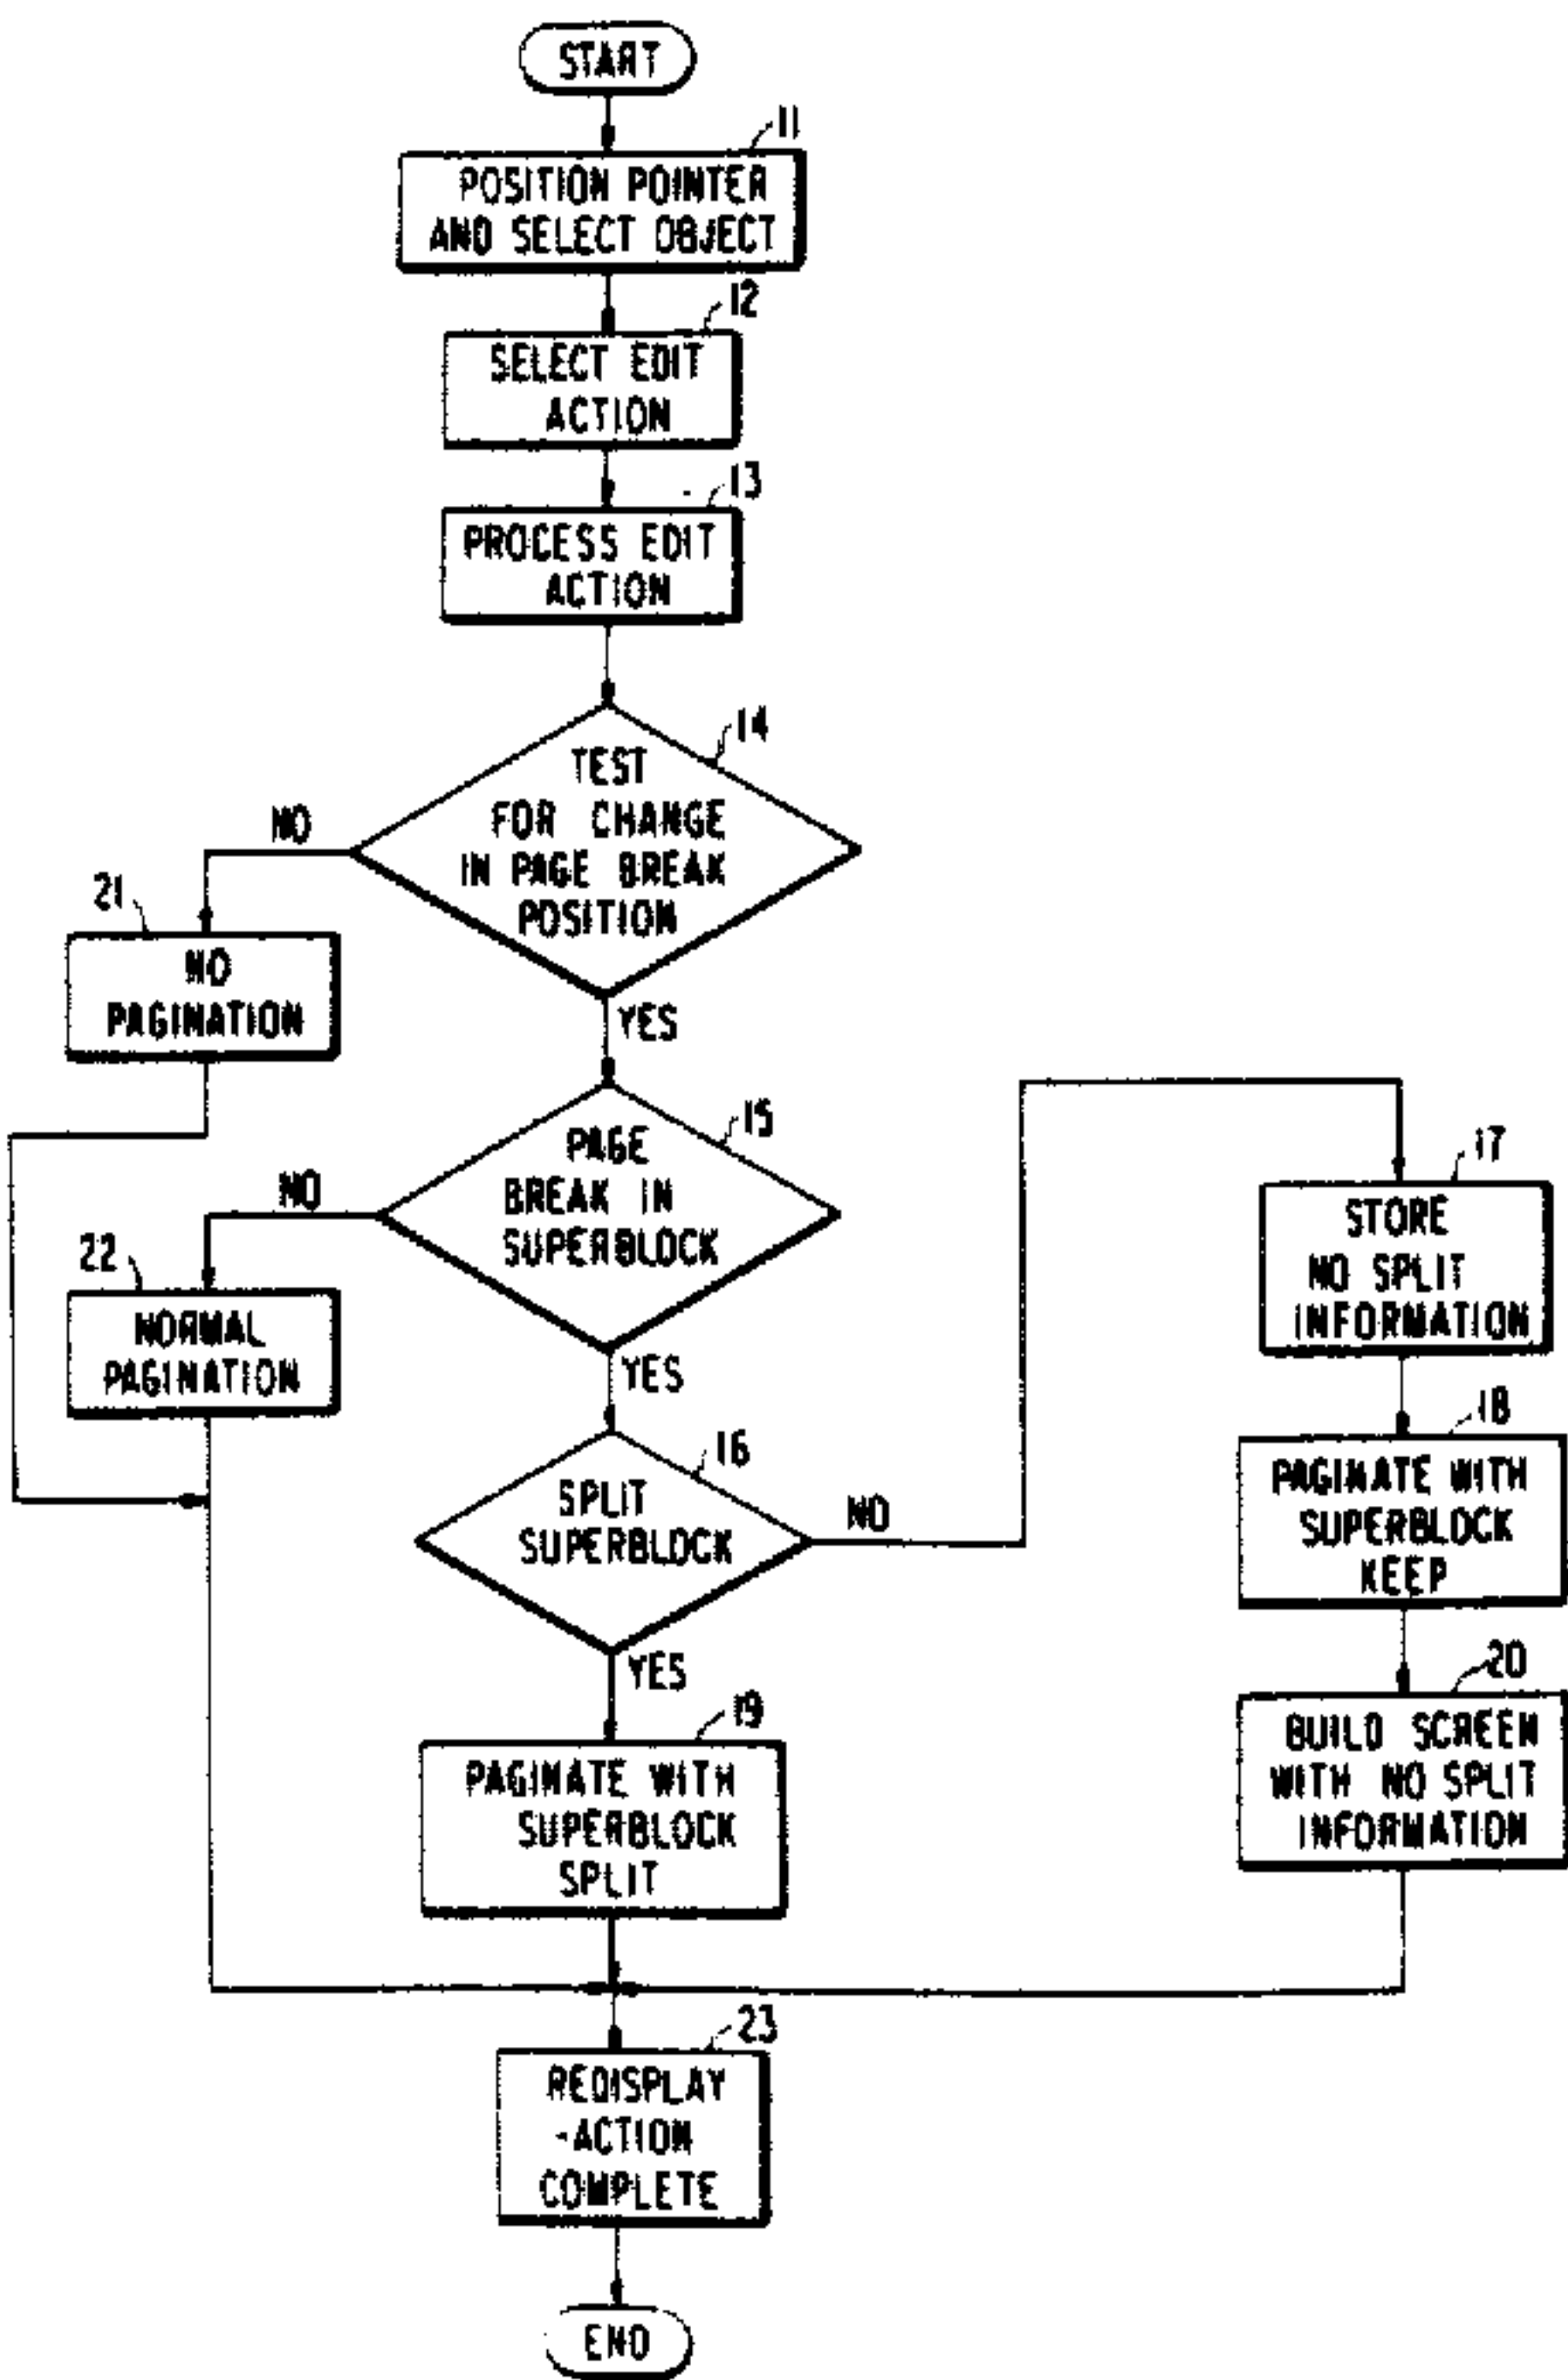 START
11
POSITION POINTER
AND SELECT OBJECT
12
SELECT EDIT
ACTION
13
PROCESS EDIT
ACTION
14
TEST
FOR CHANGE
IN PAGE BREAK
POSITION
NO
21
NO
PAGINATION
YES
15
PAGE
BREAK IN
SUPERBLOCK
NO
22
NORMAL
PAGINATION
YES
16
SPLIT
SUPERBLOCK
NO
17
STORE
NO SPLIT
INFORMATION
18
PAGINATE WITH
SUPERBLOCK
KEEP
YES
19
PAGINATE WITH
SUPERBLOCK
SPLIT
20
BUILD SCREEN
WITH NO SPLIT
INFORMATION
23
REDISPLAY
-ACTION
COMPLETE
END